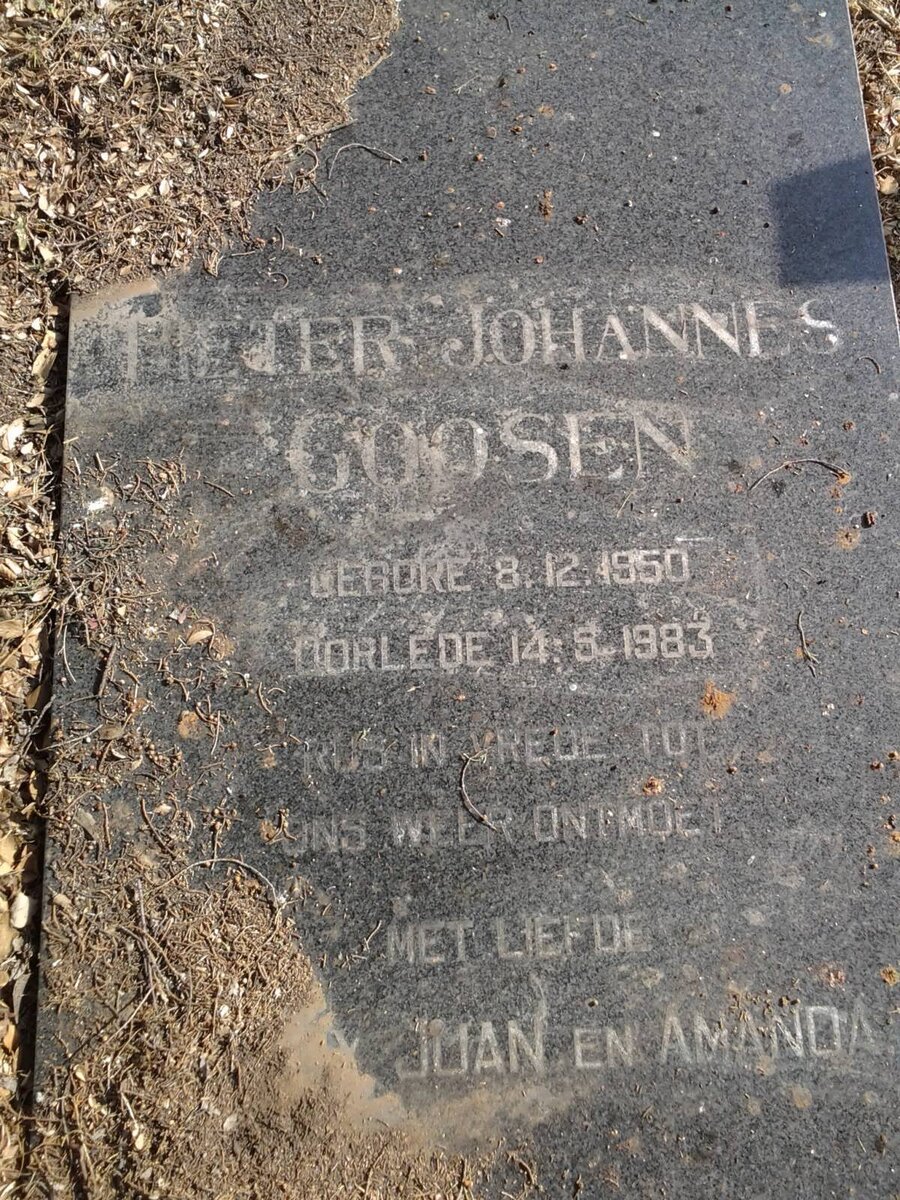 PIETER JOHANNES
GOOSEN
GEBORE 8.12.1950
OORLEDE 14.5.1983
RUS IN VREDE TOT
ONS WEER ONTMOET
MET LIEFDE
JUAN EN AMANDA